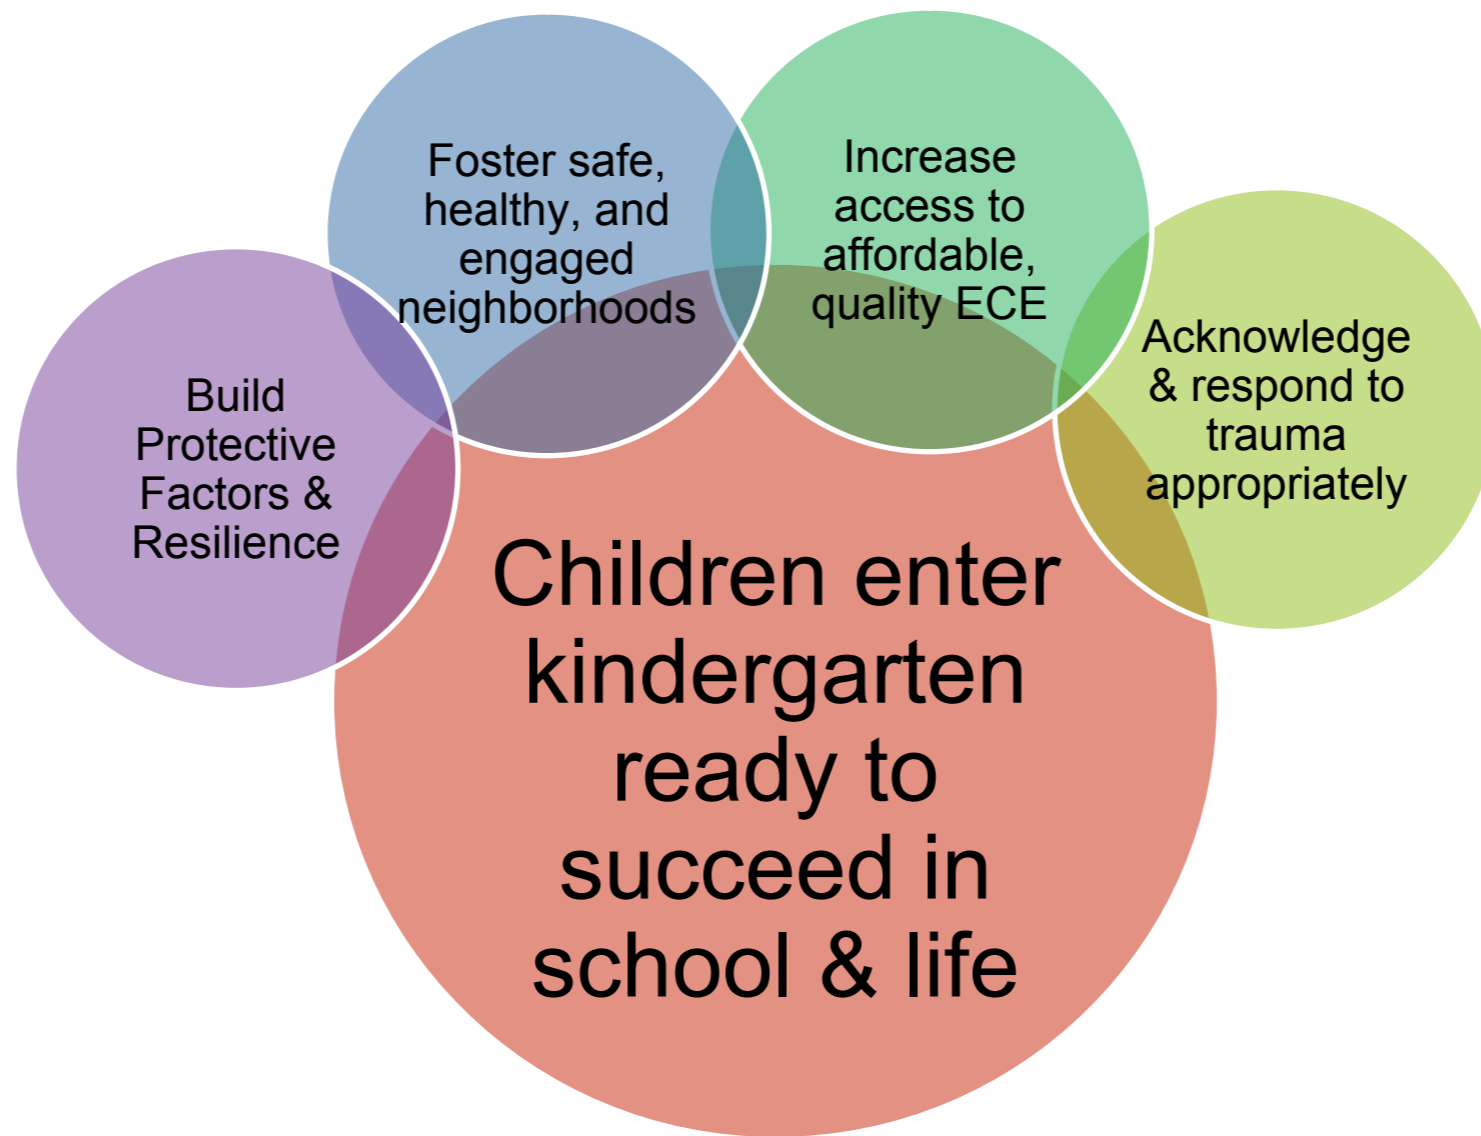 Foster safe,
healthy, and
engaged
neighborhoods
Increase
access to
affordable,
quality ECE
Acknowledge
& respond to
trauma
appropriately
Build
Protective
Factors &
Resilience
Children enter
kindergarten
ready to
succeed in
school & life